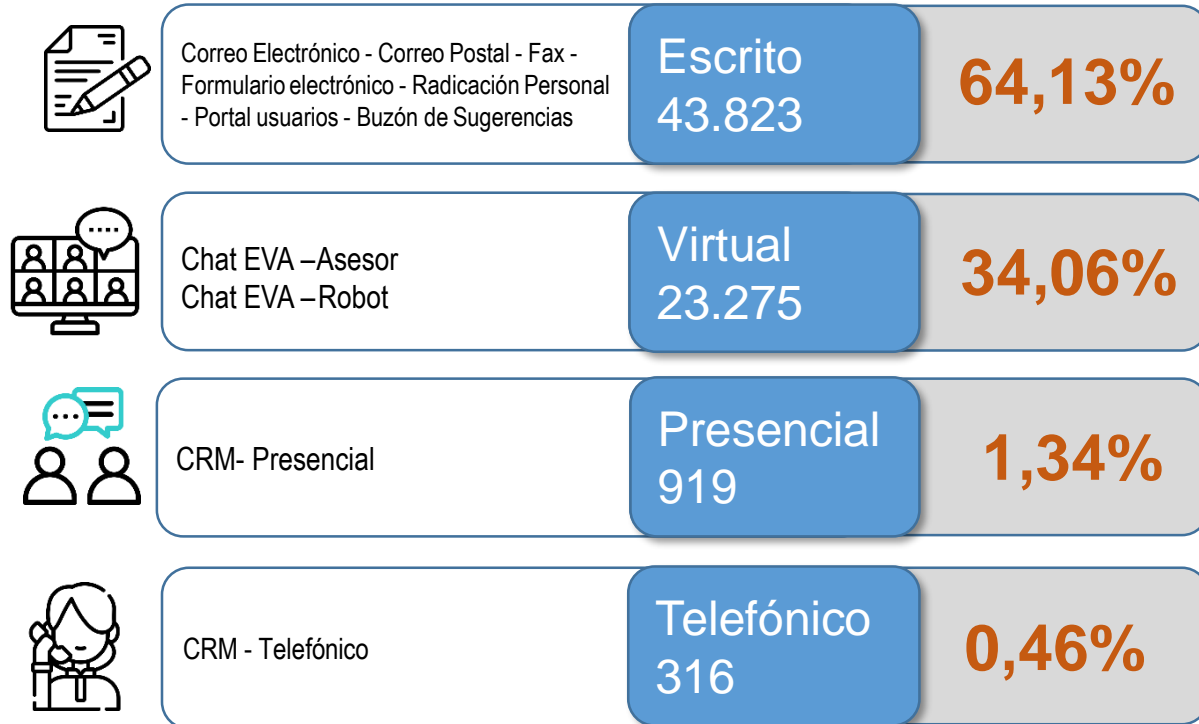 Correo Electrónico - Correo Postal - Fax -
Formulario electrónico - Radicación Personal
- Portal usuarios - Buzón de Sugerencias
Escrito
43.823
64,13%
Chat EVA –Asesor
Chat EVA –Robot
Virtual
23.275
34,06%
CRM- Presencial
Presencial
919
1,34%
CRM - Telefónico
Telefónico
316
0,46%